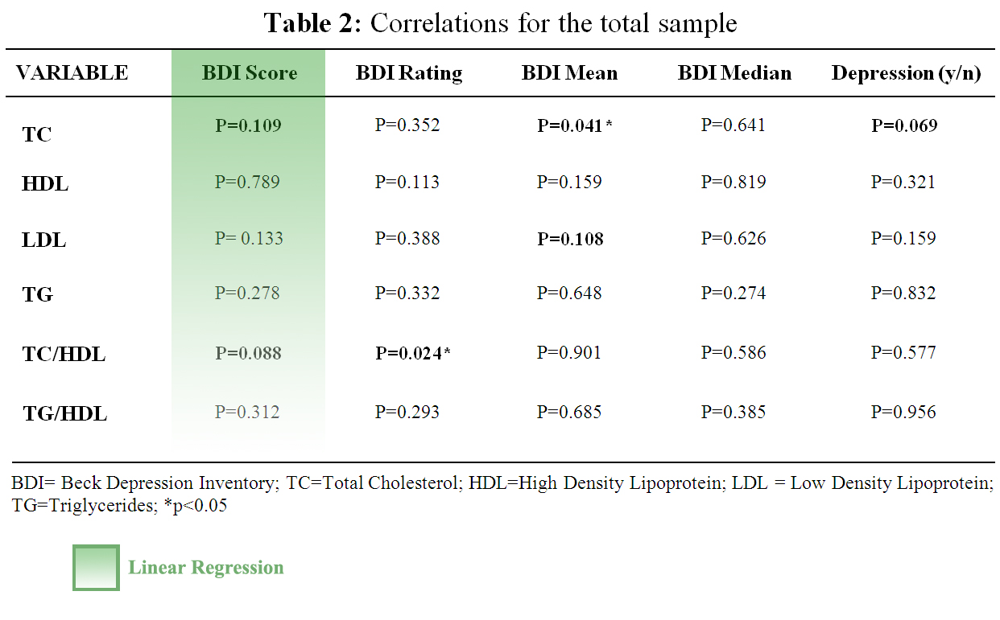 Table 2: Correlations for the total sample
VARIABLE BDI Score BDI Rating BDI Mean BDI Median Depression (y/n)
TC P=0.109 P=0.352 P=0.041* P=0.641 P=0.069
HDL P=0.789 P=0.113 P=0.159 P=0.819 P=0.321
LDL P= 0.133 P=0.388 P=0.108 P=0.626 P=0.159
TG P=0.278 P=0.332 P=0.648 P=0.274 P=0.832
TC/HDL P=0.088 P=0.024* P=0.901 P=0.586 P=0.577
TG/HDL P=0.312 P=0.293 P=0.685 P=0.385 P=0.956
BDI= Beck Depression Inventory; TC=Total Cholesterol; HDL=High Density Lipoprotein; LDL = Low Density Lipoprotein;
TG=Triglycerides; *p<0.05
Linear Regression